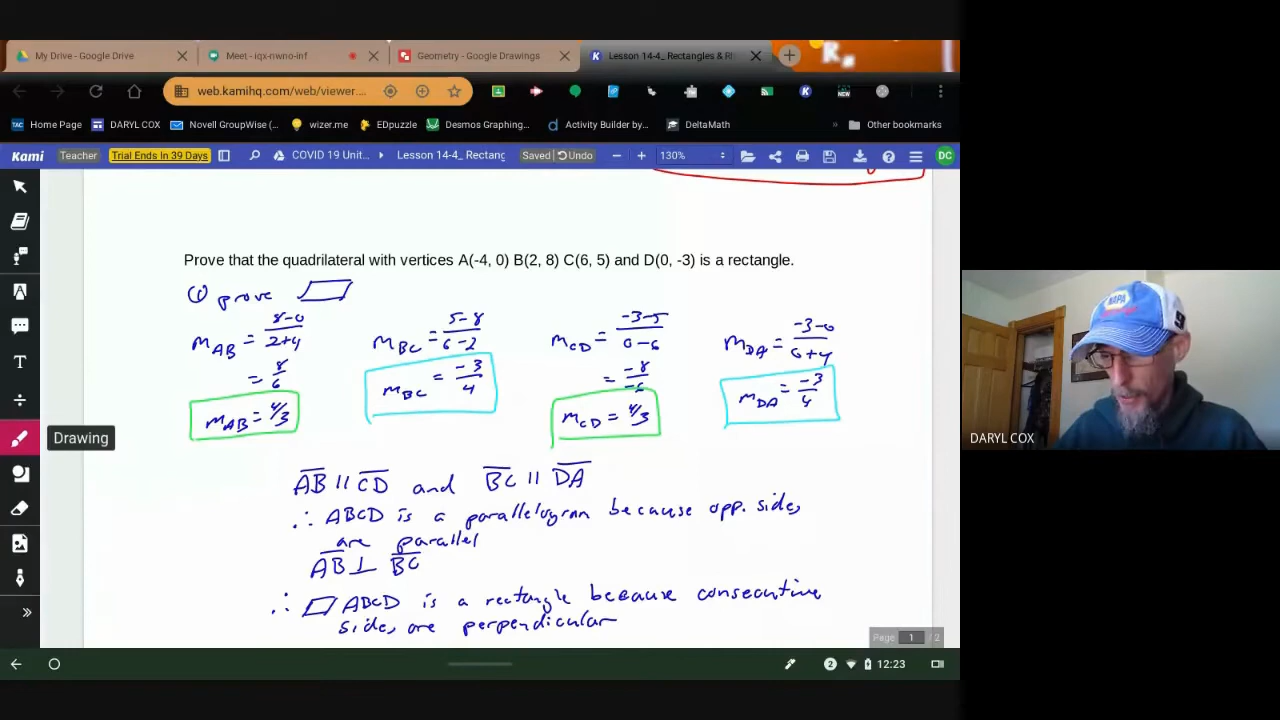 My Drive - Google Drive
Meet - iqx-nwno-inf
Geometry - Google Drawings
Lesson 14-4_ Rectangles & R
web.kamihq.com/web/viewer....
NEW
Home Page
DARYL COX
Novell GroupWise (...
wizer.me
EDpuzzle
Desmos Graphing...
Activity Builder by...
DeltaMath
Other bookmarks
Kami
Teacher
Trial Ends In 39 Days
COVID 19 Unit...
Lesson 14-4_ Rectang
Saved
Undo
130%
DC
Prove that the quadrilateral with vertices A(-4, 0) B(2, 8) C(6, 5) and D(0, -3) is a rectangle.
① prove ▱
m_AB = 8-0/2+4 m_BC = 5-8/6-2 m_CD = -3-5/0-6 m_DA = -3-0/0+4
= 8/6 m_BC = -3/4 = -8/-6 m_DA = -3/4
m_AB = 4/3 m_CD = 4/3
Drawing
AB || CD and BC || DA
∴ ABCD is a parallelogram because opp. sides
are parallel
AB ⊥ BC
∴ ▱ ABCD is a rectangle because consecutive
sides are perpendicular
Page 1 / 2
DARYL COX
NAPA
9
2 12:23